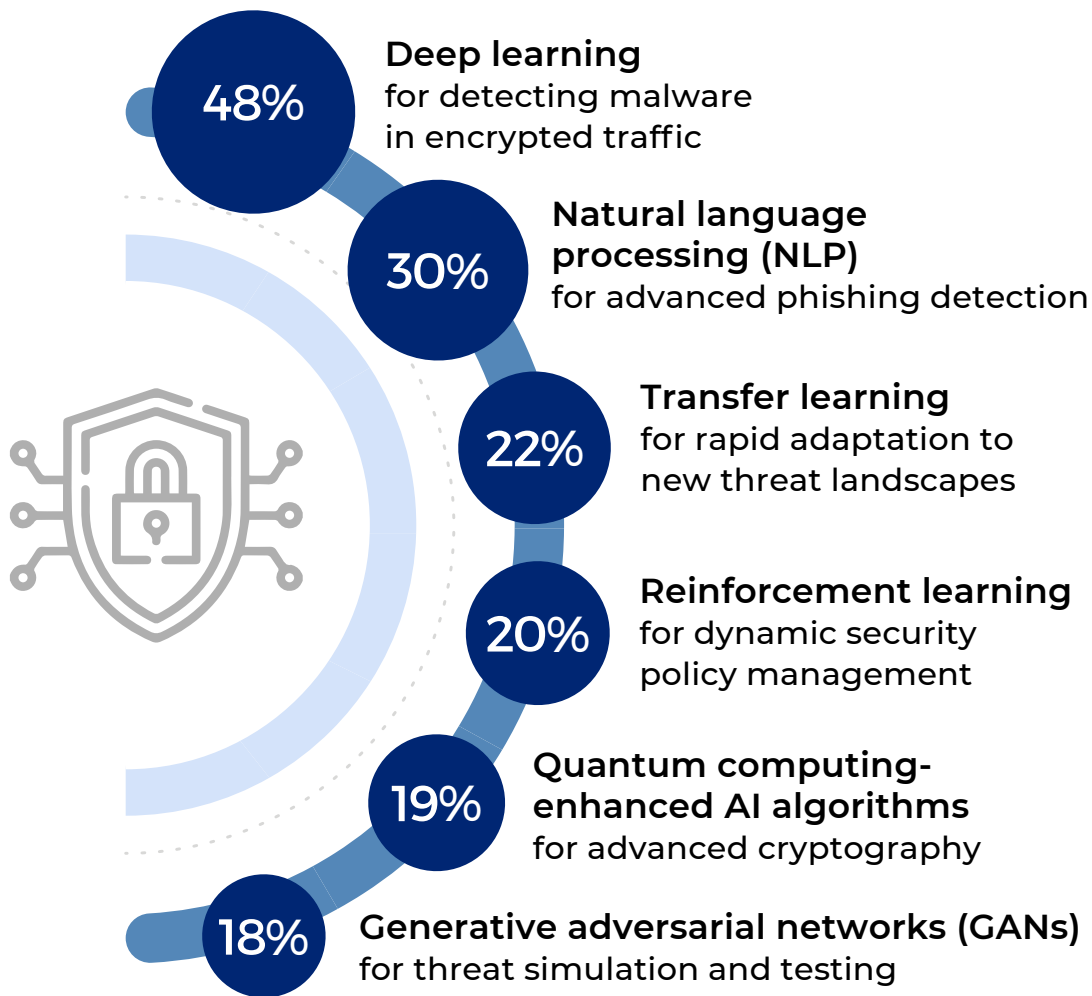 48%
Deep learning
for detecting malware
in encrypted traffic
30%
Natural language
processing (NLP)
for advanced phishing detection
22%
Transfer learning
for rapid adaptation to
new threat landscapes
20%
Reinforcement learning
for dynamic security
policy management
19%
Quantum computing-
enhanced AI algorithms
for advanced cryptography
18%
Generative adversarial networks (GANs)
for threat simulation and testing